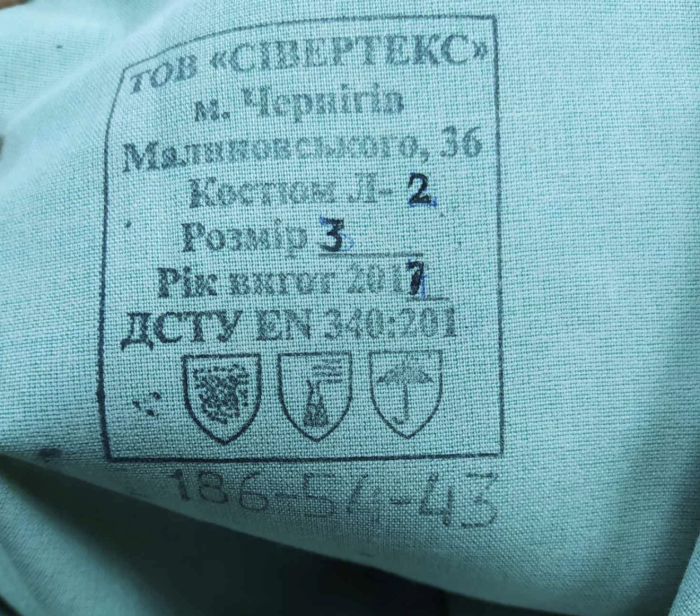 ТОВ «СІВЕРТЕКС»
м. Чернігів
Малиновського, 36
Костюм Л- 2
Розмір 3
Рік вигот 2017
ДСТУ EN 340:201
186-54-43